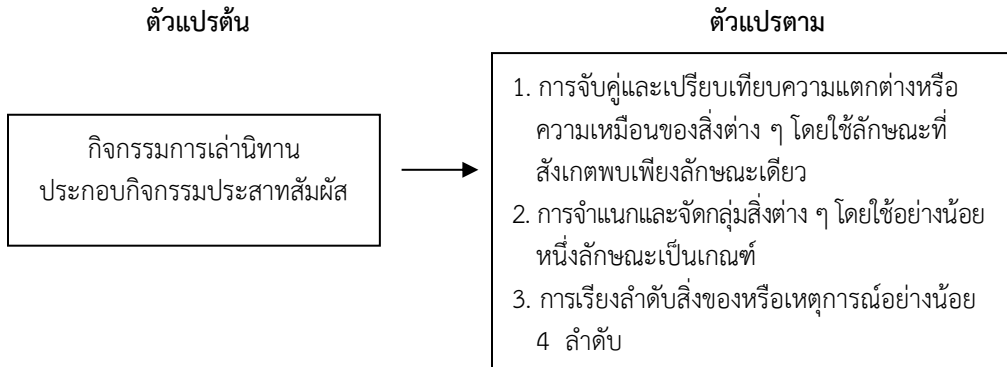 ตัวแปรต้น
ตัวแปรตาม
กิจกรรมการเล่านิทาน
ประกอบกิจกรรมประสาทสัมผัส
1. การจับคู่และเปรียบเทียบความแตกต่างหรือ
ความเหมือนของสิ่งต่าง ๆ โดยใช้ลักษณะที่
สังเกตพบเพียงลักษณะเดียว
2. การจำแนกและจัดกลุ่มสิ่งต่าง ๆ โดยใช้อย่างน้อย
หนึ่งลักษณะเป็นเกณฑ์
3. การเรียงลำดับสิ่งของหรือเหตุการณ์อย่างน้อย
4 ลำดับ